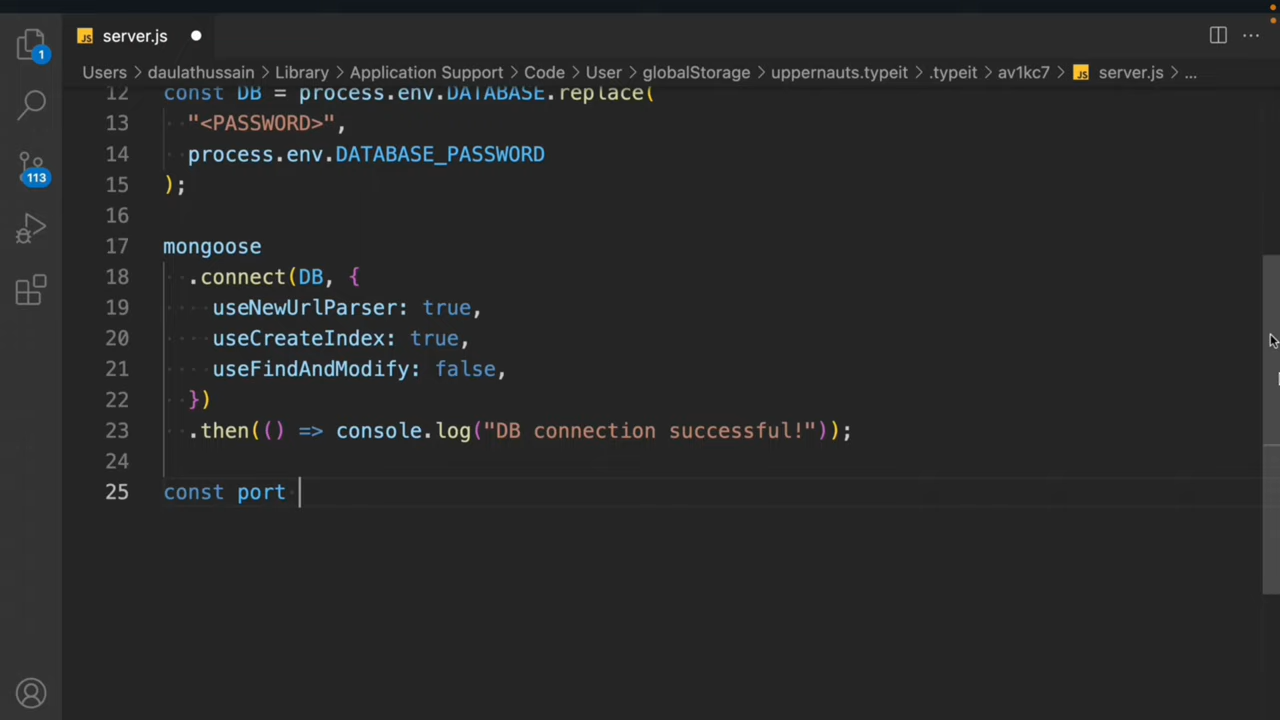 JS server.js
Users > daulathussain > Library > Application Support > Code > User > globalStorage > uppernauts.typeit > .typeit > av1kc7 > JS server.js > ...
1
113
12 const DB = process.env.DATABASE.replace(
13 "<PASSWORD>",
14 process.env.DATABASE_PASSWORD
15 );
16
17 mongoose
18 .connect(DB, {
19 useNewUrlParser: true,
20 useCreateIndex: true,
21 useFindAndModify: false,
22 })
23 .then(() => console.log("DB connection successful!"));
24
25 const port